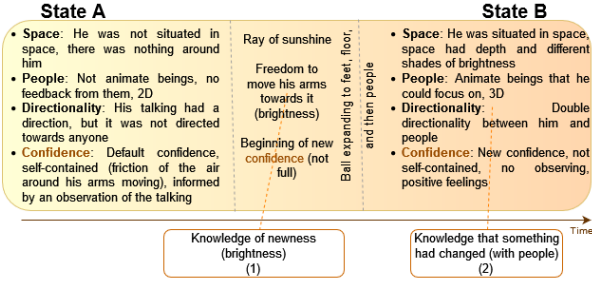 State A
State B
• Space: He was not situated in
space, there was nothing around
him
• People: Not animate beings, no
feedback from them, 2D
• Directionality: His talking had a
direction, but it was not directed
towards anyone
• Confidence: Default confidence,
self-contained (friction of the air
around his arms moving), informed
by an observation of the talking
Ray of sunshine
Freedom to
move his arms
towards it
(brightness)
Beginning of new
confidence (not
full)
Ball expanding to feet, floor,
and then people
• Space: He was situated in space,
space had depth and different
shades of brightness
• People: Animate beings that he
could focus on, 3D
• Directionality: Double
directionality between him and
people
• Confidence: New confidence, not
self-contained, no observing,
positive feelings
Time
Knowledge of newness
(brightness)
(1)
Knowledge that something
had changed (with people)
(2)